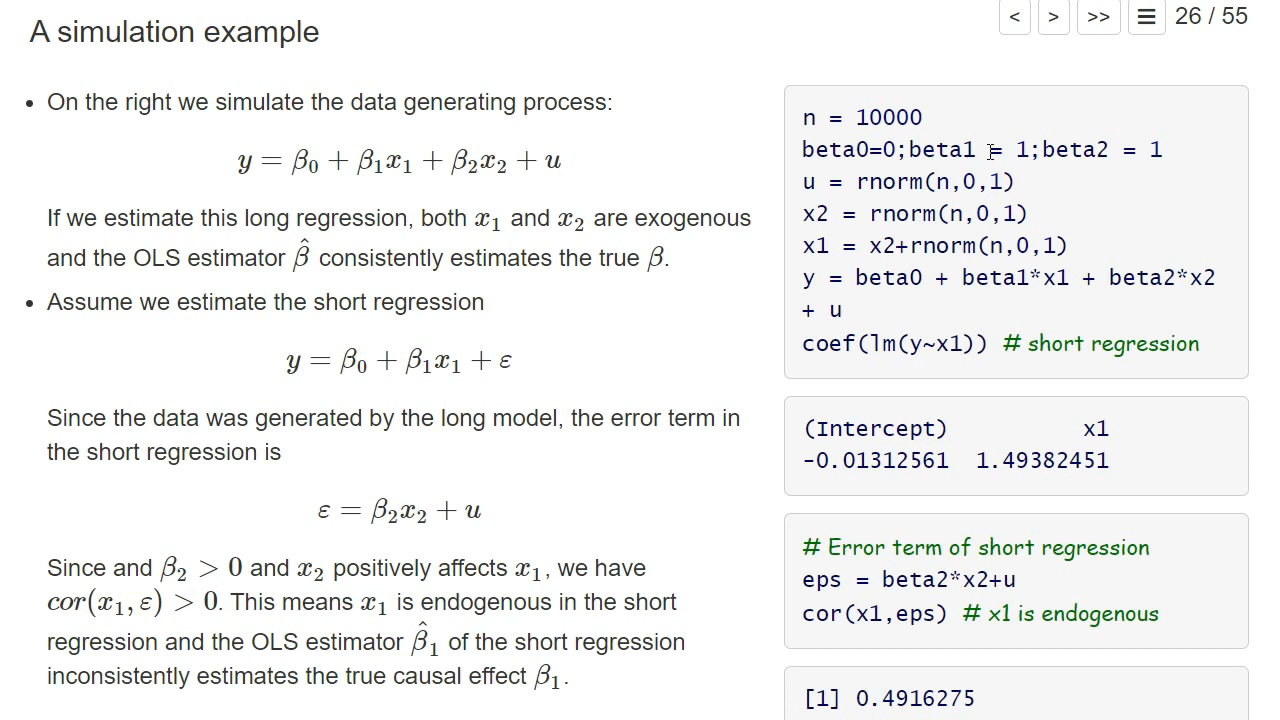 A simulation example
< > >> ☰ 26 / 55
• On the right we simulate the data generating process:
y = β₀ + β₁x₁ + β₂x₂ + u
If we estimate this long regression, both x₁ and x₂ are exogenous
and the OLS estimator β̂ consistently estimates the true β.
• Assume we estimate the short regression
y = β₀ + β₁x₁ + ε
Since the data was generated by the long model, the error term in
the short regression is
ε = β₂x₂ + u
Since and β₂ > 0 and x₂ positively affects x₁, we have
cor(x₁, ε) > 0. This means x₁ is endogenous in the short
regression and the OLS estimator β̂₁ of the short regression
inconsistently estimates the true causal effect β₁.
n = 10000
beta0=0;beta1 = 1;beta2 = 1
u = rnorm(n,0,1)
x2 = rnorm(n,0,1)
x1 = x2+rnorm(n,0,1)
y = beta0 + beta1*x1 + beta2*x2
+ u
coef(lm(y~x1)) # short regression
(Intercept) x1
-0.01312561 1.49382451
# Error term of short regression
eps = beta2*x2+u
cor(x1,eps) # x1 is endogenous
[1] 0.4916275